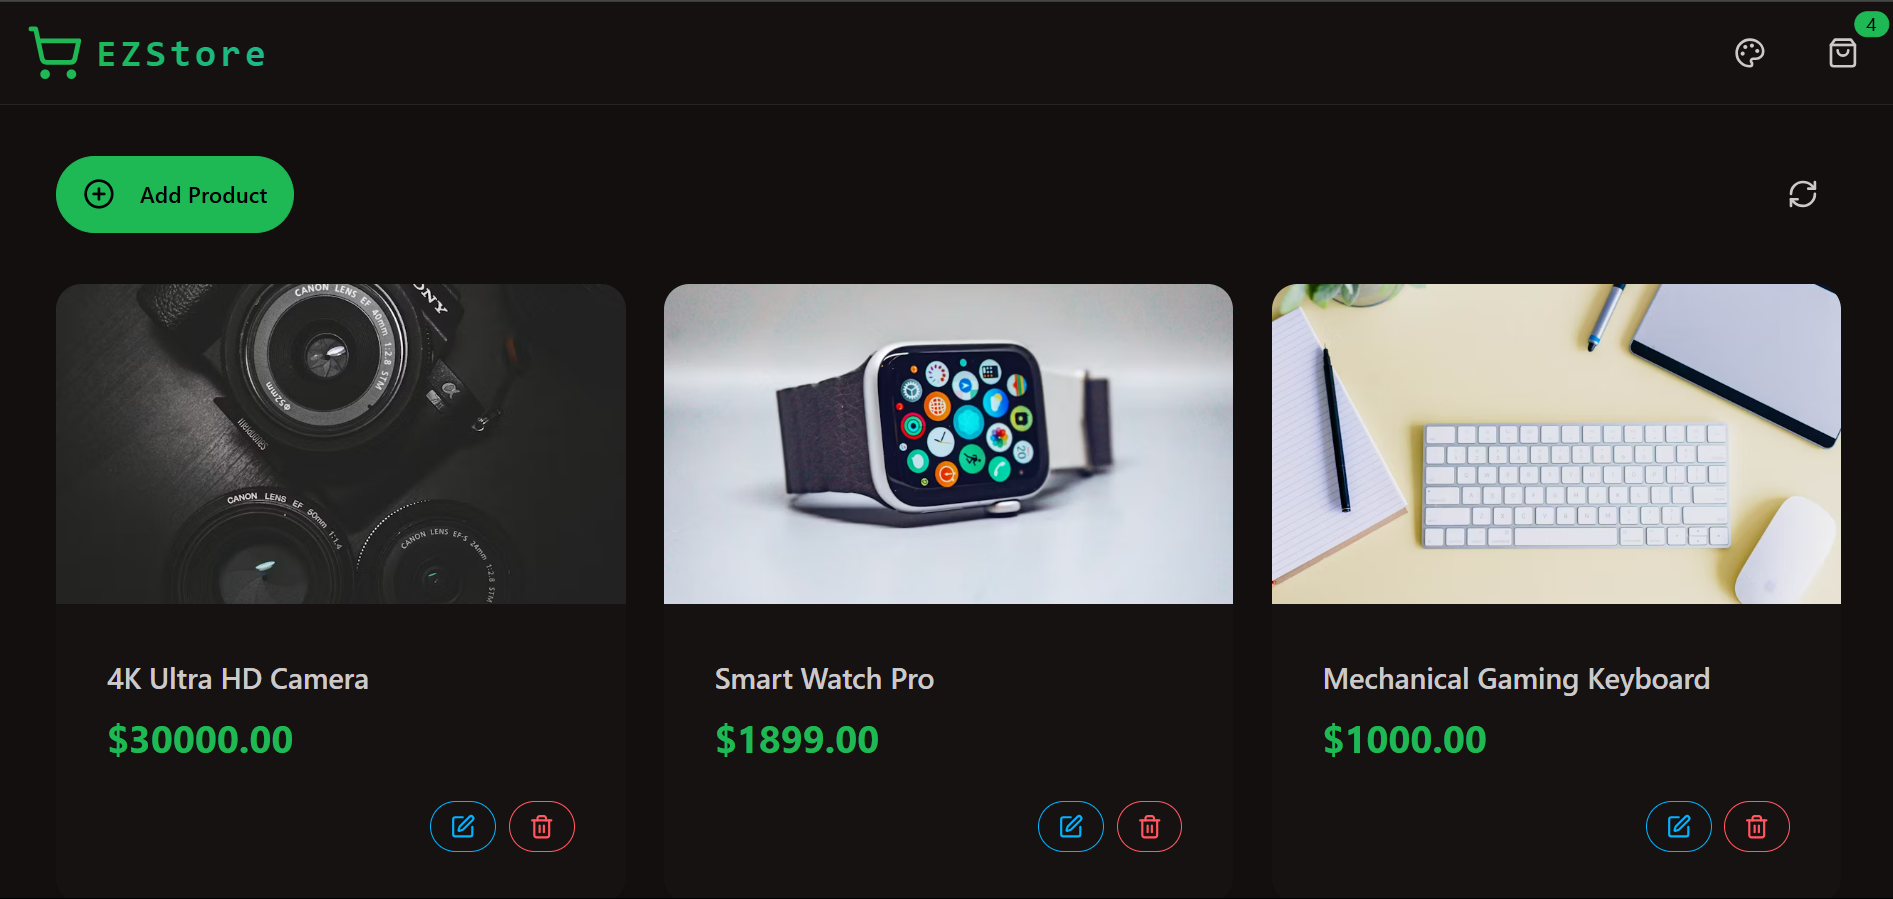 EZStore
4
Add Product
CANON LENS EF 40mm 1:2.8 STM
Φ52mm
SONY
α
CANON LENS EF 50mm 1:1.4
CANON LENS EF-S 24mm 1:2.8 STM
20
4K Ultra HD Camera
Smart Watch Pro
Mechanical Gaming Keyboard
$30000.00
$1899.00
$1000.00